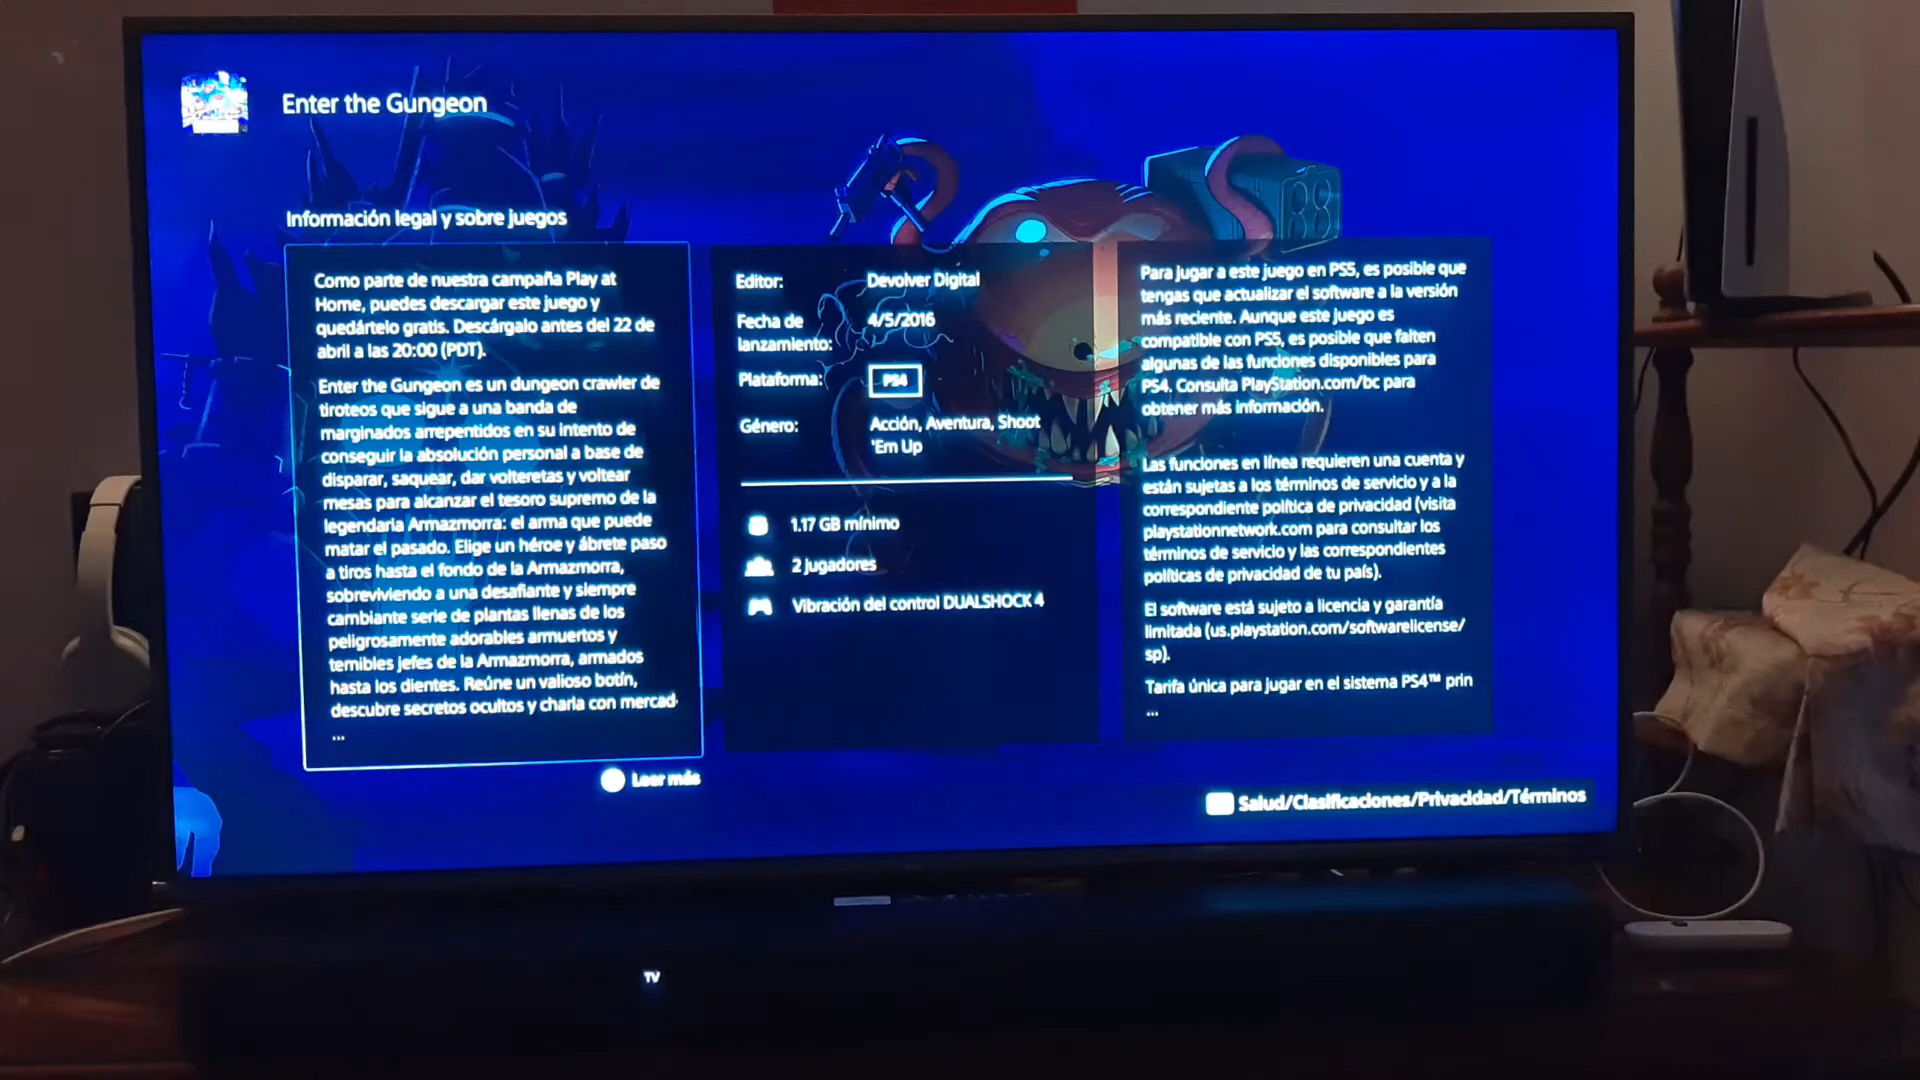 Enter the Gungeon
Información legal y sobre juegos
Como parte de nuestra campaña Play at
Home, puedes descargar este juego y
quedártelo gratis. Descárgalo antes del 22 de
abril a las 20:00 (PDT).
Enter the Gungeon es un dungeon crawler de
tiroteos que sigue a una banda de
marginados arrepentidos en su intento de
conseguir la absolución personal a base de
disparar, saquear, dar volteretas y voltear
mesas para alcanzar el tesoro supremo de la
legendaria Armazmorra: el arma que puede
matar el pasado. Elige un héroe y ábrete paso
a tiros hasta el fondo de la Armazmorra,
sobreviviendo a una desafiante y siempre
cambiante serie de plantas llenas de los
peligrosamente adorables armuertos y
temibles jefes de la Armazmorra, armados
hasta los dientes. Reúne un valioso botín,
descubre secretos ocultos y charla con mercad
...
Leer más
Editor: Devolver Digital
Fecha de lanzamiento: 4/5/2016
Plataforma: PS4
Género: Acción, Aventura, Shoot
'Em Up
1.17 GB mínimo
2 jugadores
Vibración del control DUALSHOCK 4
Para jugar a este juego en PS5, es posible que
tengas que actualizar el software a la versión
más reciente. Aunque este juego es
compatible con PS5, es posible que falten
algunas de las funciones disponibles para
PS4. Consulta PlayStation.com/bc para
obtener más información.
Las funciones en línea requieren una cuenta y
están sujetas a los términos de servicio y a la
correspondiente política de privacidad (visita
playstationnetwork.com para consultar los
términos de servicio y las correspondientes
políticas de privacidad de tu país).
El software está sujeto a licencia y garantía
limitada (us.playstation.com/softwarelicense/
sp).
Tarifa única para jugar en el sistema PS4™ prin
...
Salud/Clasificaciones/Privacidad/Términos
TV